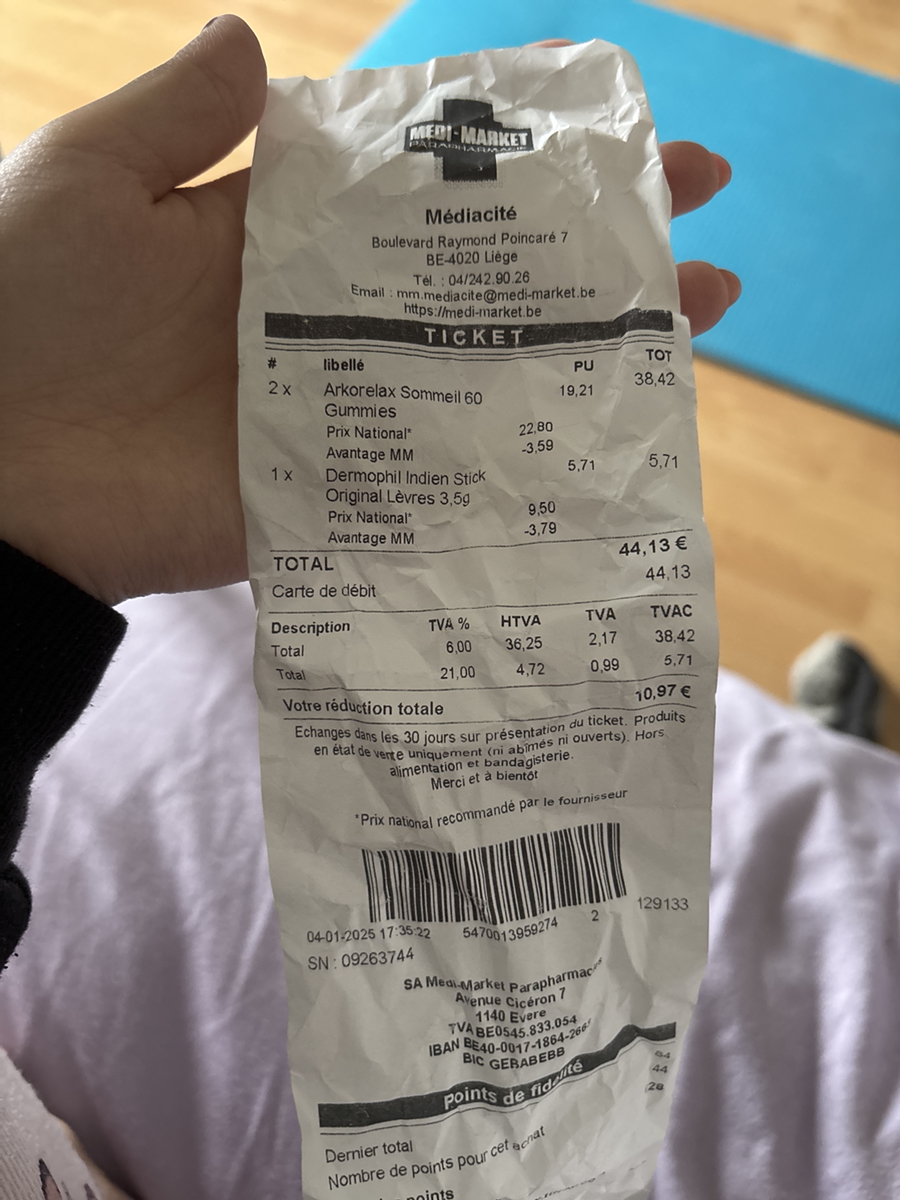 MEDI-MARKET
PARAPHARMACIE
Médiacité
Boulevard Raymond Poincaré 7
BE-4020 Liège
Tél. : 04/242.90.26
Email : mm.mediacite@medi-market.be
https://medi-market.be
TICKET
# libellé PU TOT
2 x Arkorelax Sommeil 60 19,21 38,42
Gummies
Prix National* 22,80
Avantage MM -3,59
1 x Dermophil Indien Stick 5,71 5,71
Original Lèvres 3,5g
Prix National* 9,50
Avantage MM -3,79
TOTAL 44,13 €
Carte de débit 44,13
Description TVA % HTVA TVA TVAC
Total 6,00 36,25 2,17 38,42
Total 21,00 4,72 0,99 5,71
Votre réduction totale 10,97 €
Echanges dans les 30 jours sur présentation du ticket. Produits
en état de vente uniquement (ni abîmés ni ouverts). Hors
alimentation et bandagisterie.
Merci et à bientôt
*Prix national recommandé par le fournisseur
04-01-2025 17:35:22 5470013959274 2 129133
SN : 09263744
SA Medi-Market Parapharmacies
Avenue Cicéron 7
1140 Evere
TVA BE0545.833.054
IBAN BE40-0017-1864-
BIC GEBABEBB
Points de fidélité
Dernier total
Nombre de points pour cet achat 44
points 28